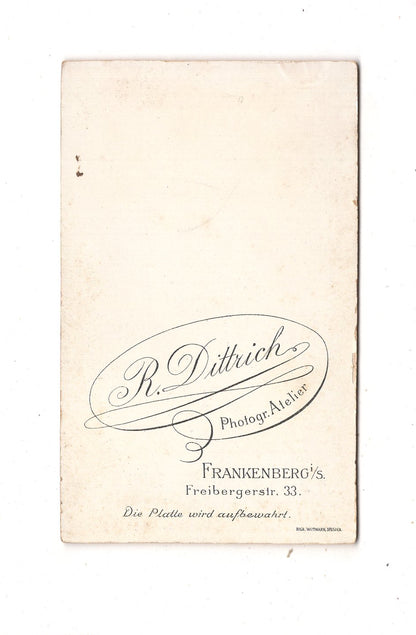 R. Dittrich
Photogr. Atelier
FRANKENBERG i/S.
Freibergerstr. 33.
Die Platte wird aufbewahrt.